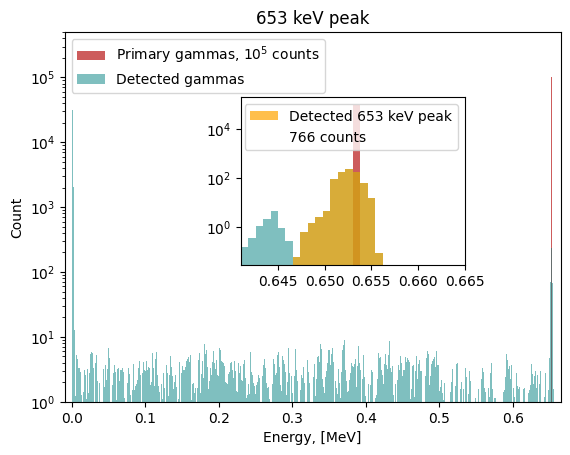 653 keV peak
Primary gammas, 10⁵ counts
Detected gammas
Detected 653 keV peak
766 counts
10⁴
10²
10⁰
0.645 0.650 0.655 0.660 0.665
10⁵
10⁴
10³
10²
10¹
10⁰
Count
0.0 0.1 0.2 0.3 0.4 0.5 0.6
Energy, [MeV]